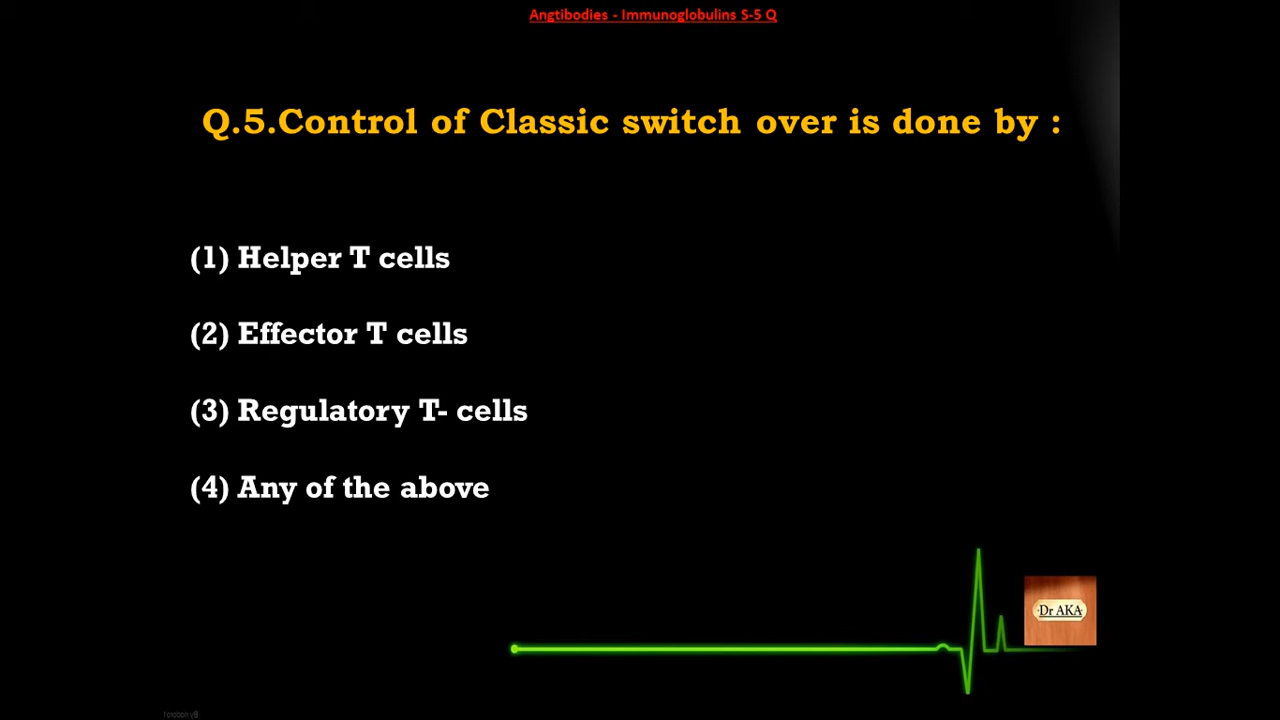 Angtibodies - Immunoglobulins S-5 Q
Q.5.Control of Classic switch over is done by :
(1) Helper T cells
(2) Effector T cells
(3) Regulatory T- cells
(4) Any of the above
Dr AKA